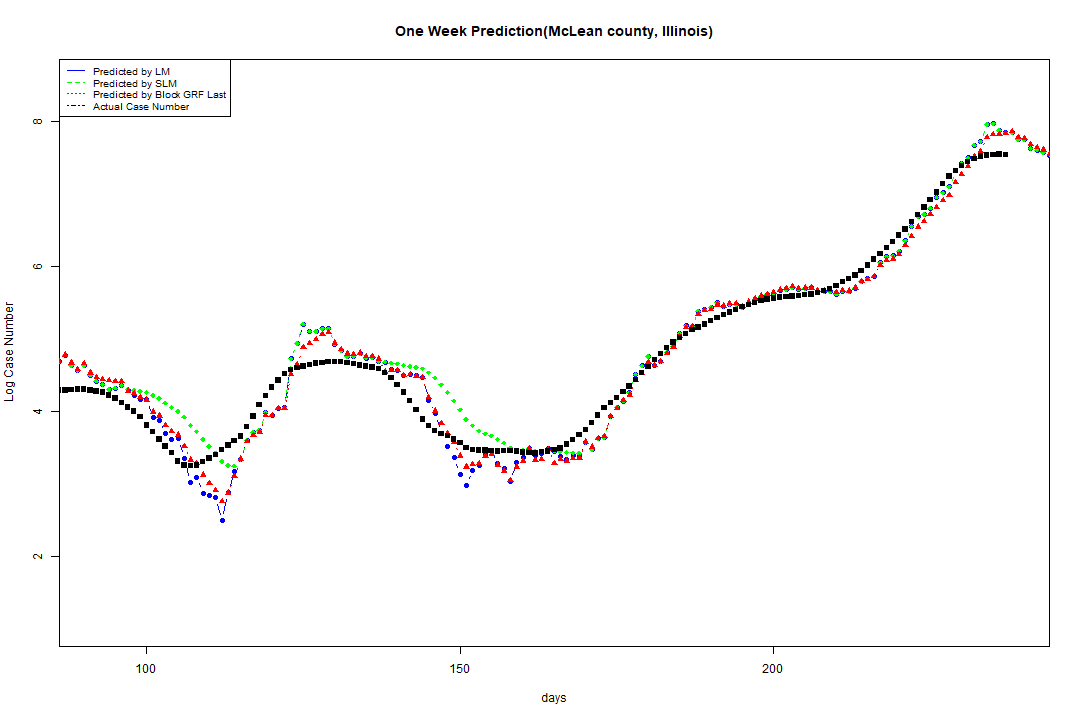 One Week Prediction(McLean county, Illinois)
Predicted by LM
Predicted by SLM
Predicted by Block GRF Last
Actual Case Number
8
6
4
2
Log Case Number
100
150
200
days